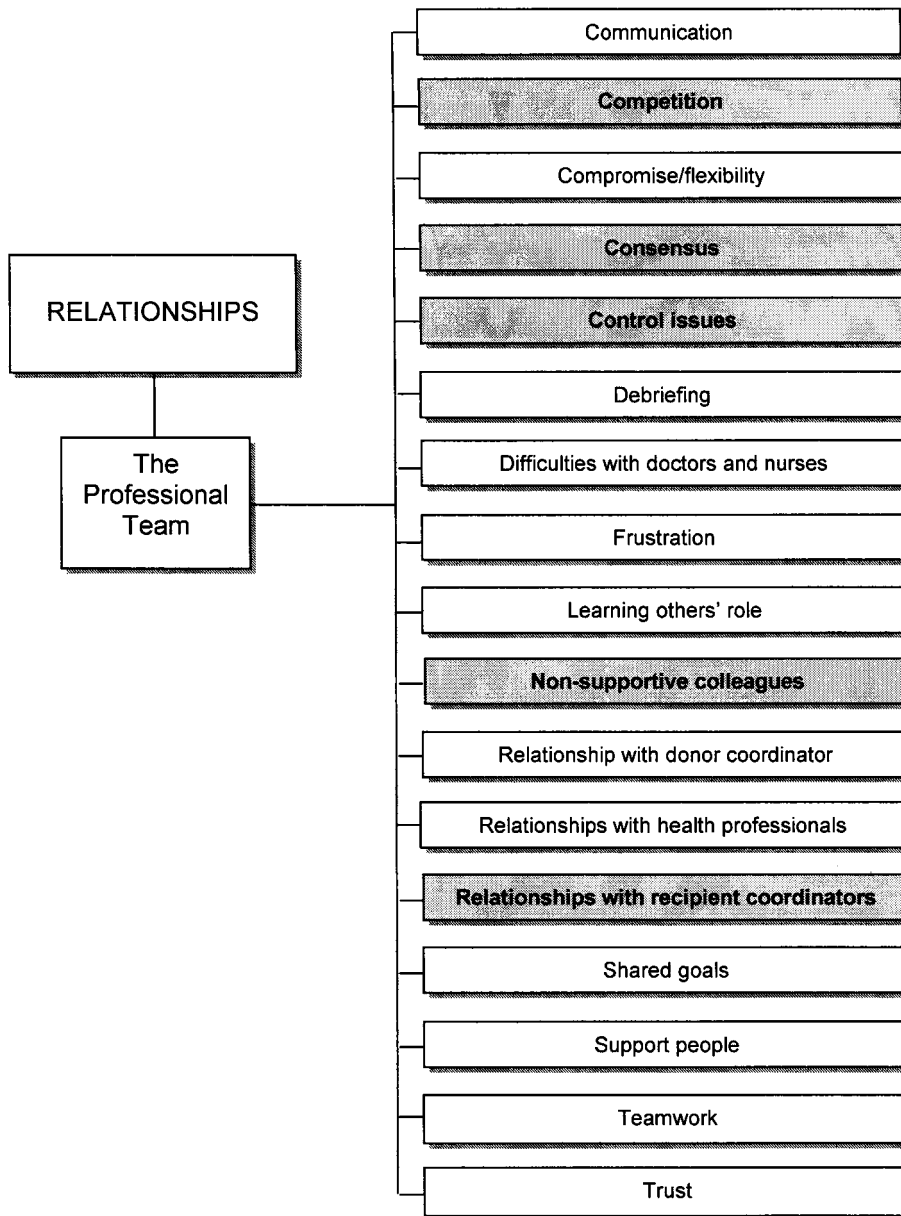 RELATIONSHIPS
The
Professional
Team
Communication
Competition
Compromise/flexibility
Consensus
Control issues
Debriefing
Difficulties with doctors and nurses
Frustration
Learning others' role
Non-supportive colleagues
Relationship with donor coordinator
Relationships with health professionals
Relationships with recipient coordinators
Shared goals
Support people
Teamwork
Trust